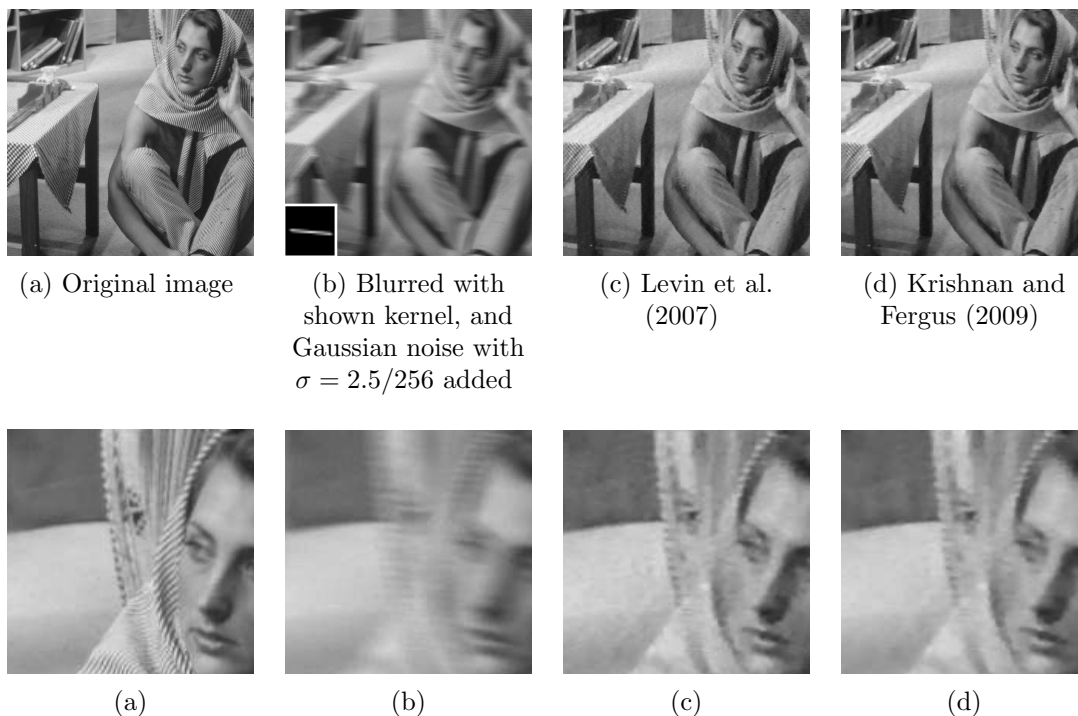 (a) Original image
(b) Blurred with
shown kernel, and
Gaussian noise with
σ = 2.5/256 added
(c) Levin et al.
(2007)
(d) Krishnan and
Fergus (2009)
(a)
(b)
(c)
(d)